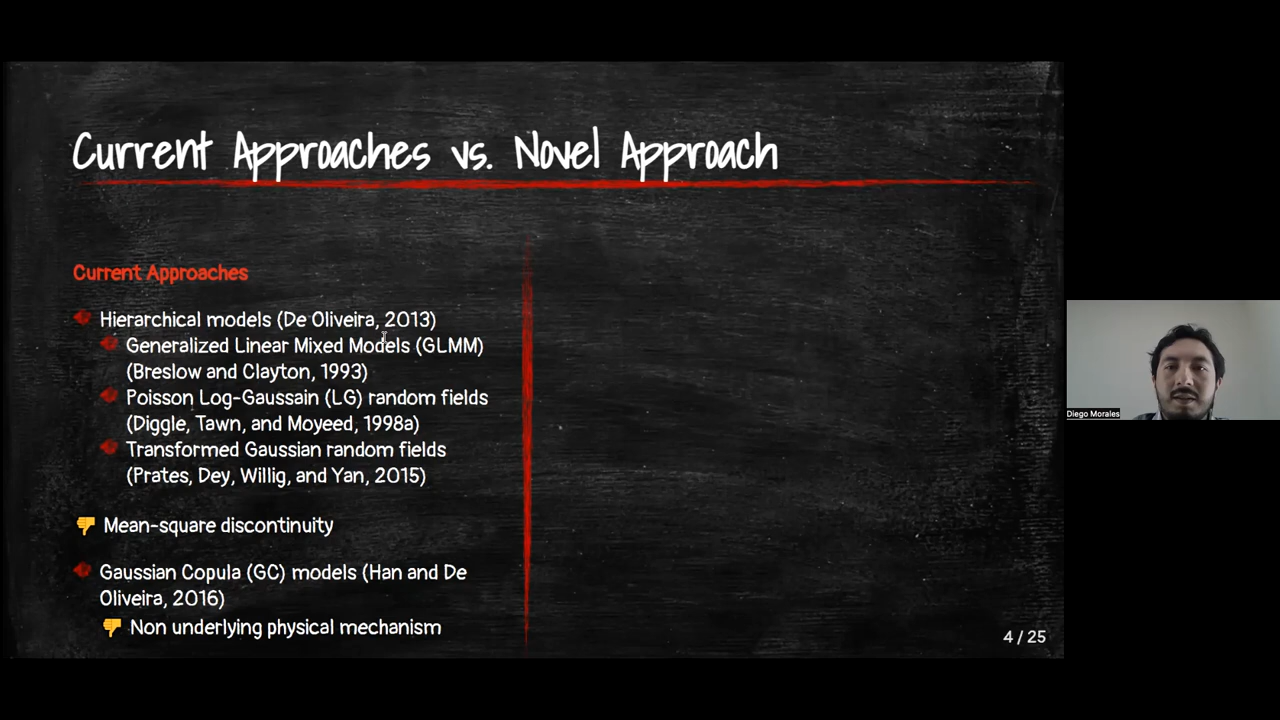 Current Approaches vs. Novel Approach
Current Approaches
Hierarchical models (De Oliveira, 2013)
Generalized Linear Mixed Models (GLMM)
(Breslow and Clayton, 1993)
Poisson Log-Gaussain (LG) random fields
(Diggle, Tawn, and Moyeed, 1998a)
Transformed Gaussian random fields
(Prates, Dey, Willig, and Yan, 2015)
Mean-square discontinuity
Gaussian Copula (GC) models (Han and De
Oliveira, 2016)
Non underlying physical mechanism
4 / 25
Diego Morales